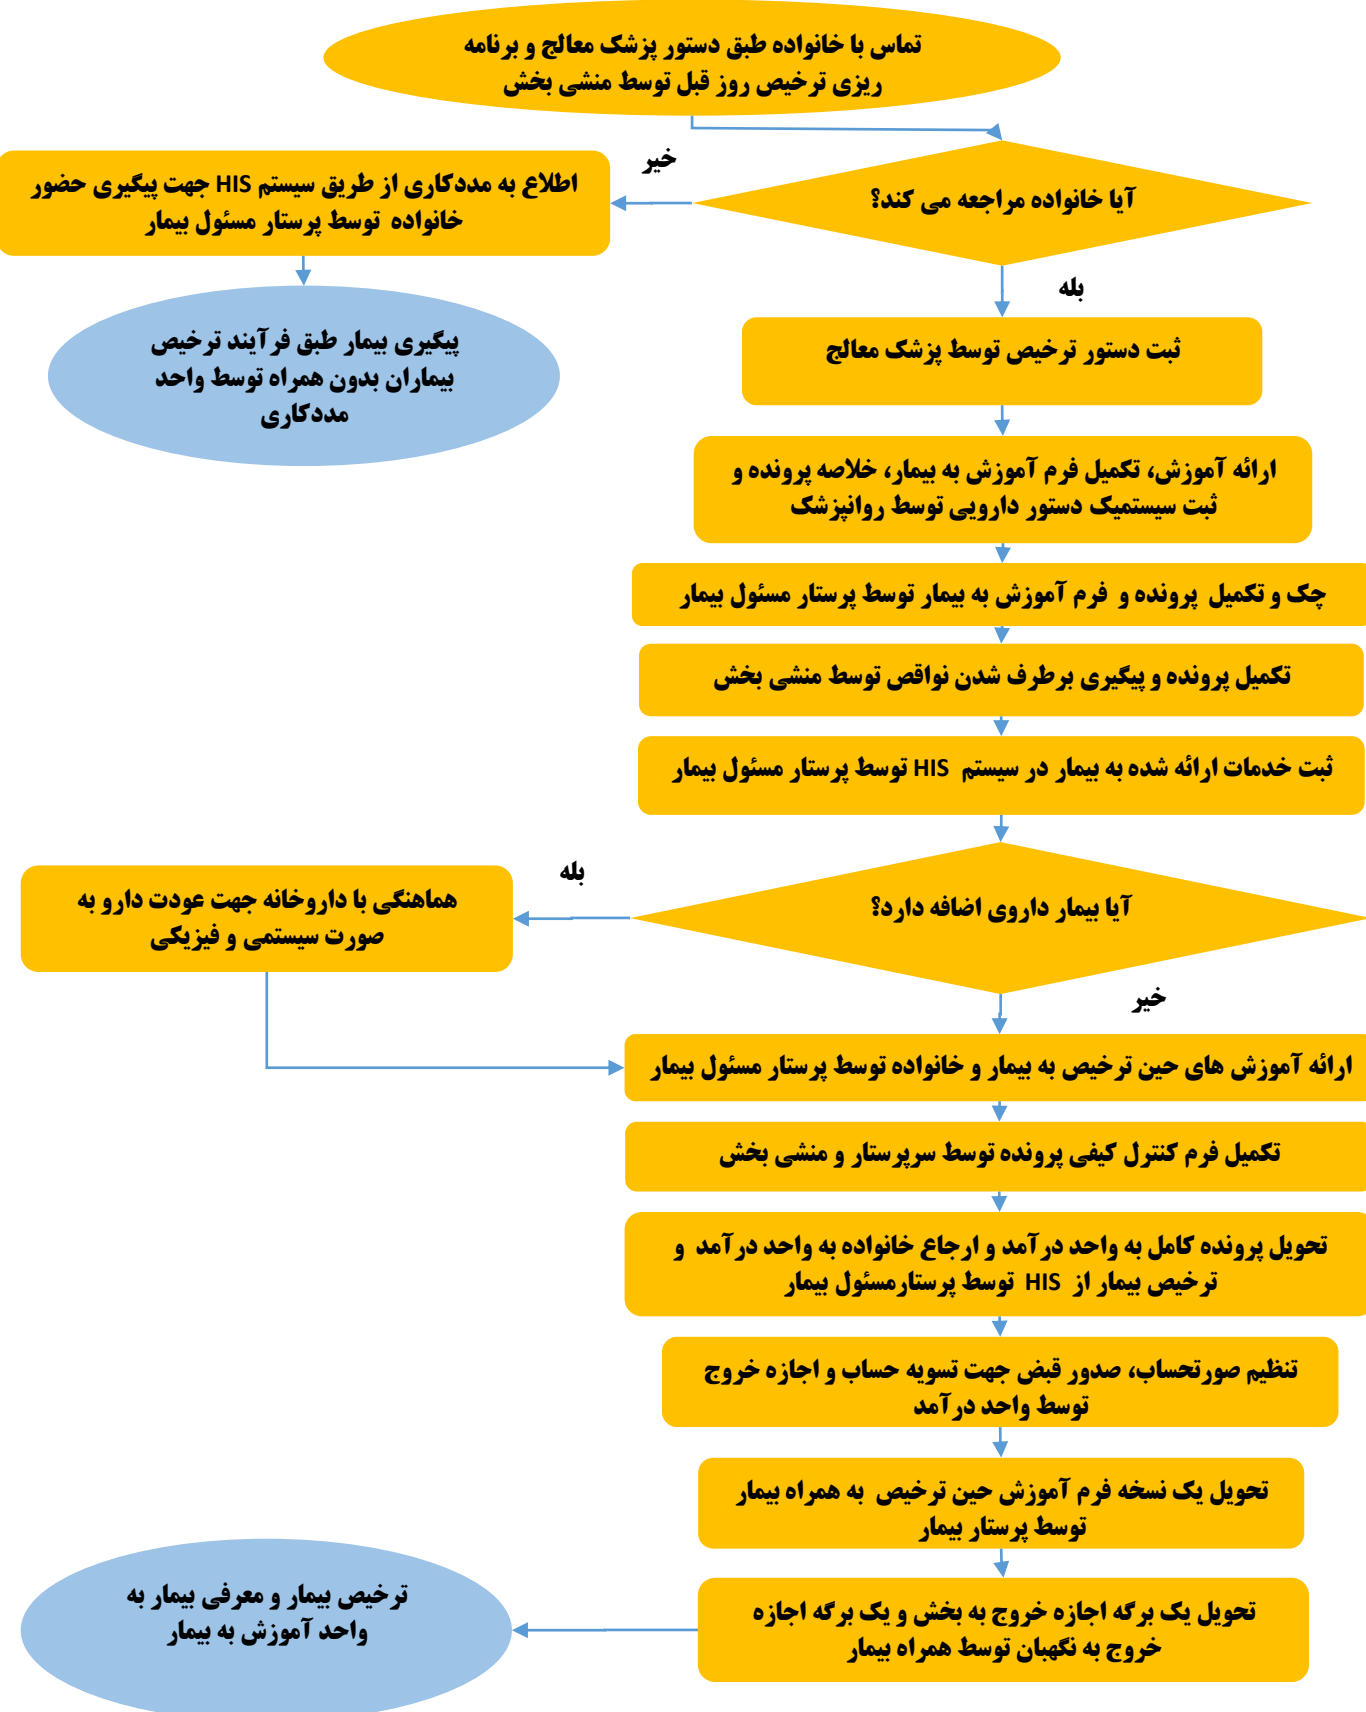 تماس با خانواده طبق دستور پزشک معالج و برنامه
ریزی ترخیص روز قبل توسط منشی بخش
آیا خانواده مراجعه می کند؟
خیر
اطلاع به مددکاری از طریق سیستم HIS جهت پیگیری حضور
خانواده توسط پرستار مسئول بیمار
پیگیری بیمار طبق فرآیند ترخیص
بیماران بدون همراه توسط واحد
مددکاری
بله
ثبت دستور ترخیص توسط پزشک معالج
ارائه آموزش، تکمیل فرم آموزش به بیمار، خلاصه پرونده و
ثبت سیستمیک دستور دارویی توسط روانپزشک
چک و تکمیل پرونده و فرم آموزش به بیمار توسط پرستار مسئول بیمار
تکمیل پرونده و پیگیری برطرف شدن نواقص توسط منشی بخش
ثبت خدمات ارائه شده به بیمار در سیستم HIS توسط پرستار مسئول بیمار
آیا بیمار داروی اضافه دارد؟
بله
هماهنگی با داروخانه جهت عودت دارو به
صورت سیستمی و فیزیکی
خیر
ارائه آموزش های حین ترخیص به بیمار و خانواده توسط پرستار مسئول بیمار
تکمیل فرم کنترل کیفی پرونده توسط سرپرستار و منشی بخش
تحویل پرونده کامل به واحد درآمد و ارجاع خانواده به واحد درآمد و
ترخیص بیمار از HIS توسط پرستارمسئول بیمار
تنظیم صورتحساب، صدور قبض جهت تسویه حساب و اجازه خروج
توسط واحد درآمد
تحویل یک نسخه فرم آموزش حین ترخیص به همراه بیمار
توسط پرستار بیمار
تحویل یک برگه اجازه خروج به بخش و یک برگه اجازه
خروج به نگهبان توسط همراه بیمار
ترخیص بیمار و معرفی بیمار به
واحد آموزش به بیمار